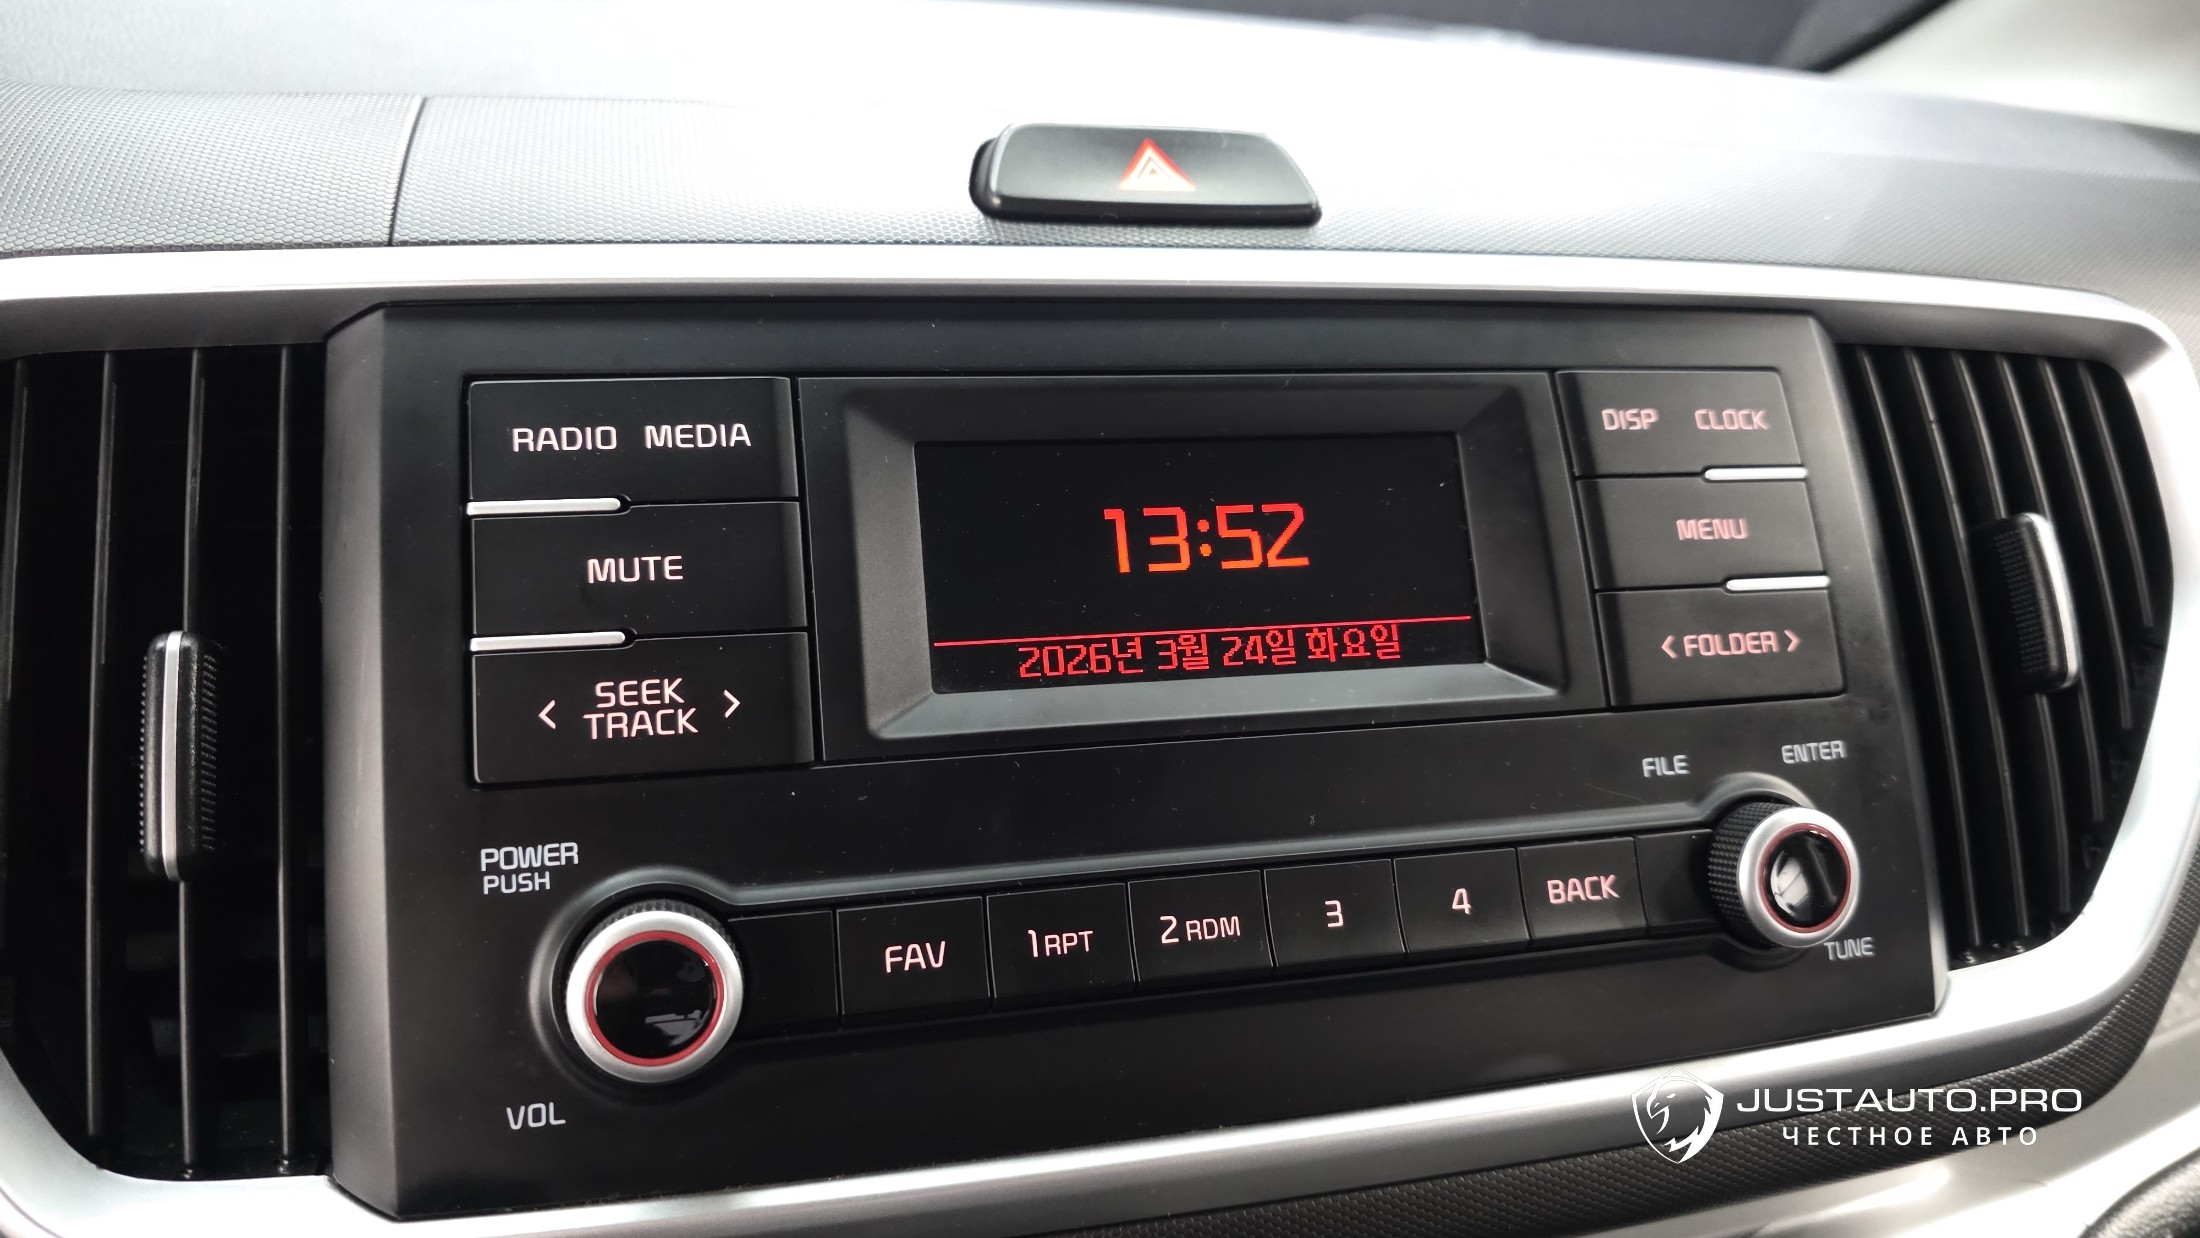 RADIO MEDIA
MUTE
< SEEK TRACK >
13:52
2026년 3월 24일 화요일
DISP CLOCK
MENU
< FOLDER >
POWER
PUSH
VOL
FAV
1 RPT
2 RDM
3
4
BACK
FILE
ENTER
TUNE
JUSTAUTO.PRO
ЧЕСТНОЕ АВТО